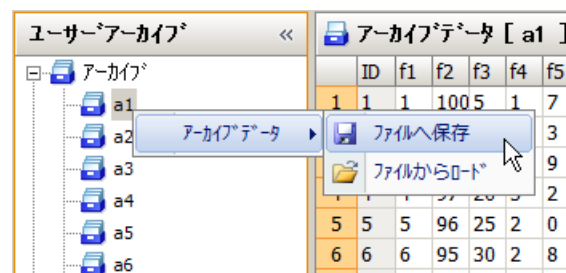 ﾕｰｻﾞｰｱｰｶｲﾌﾞ «
ｱｰｶｲﾌﾞ
a1
a2
a3
a4
a5
a6
ｱｰｶｲﾌﾞﾃﾞｰﾀ
ﾌｧｲﾙへ保存
ﾌｧｲﾙからﾛｰﾄﾞ
ｱｰｶｲﾌﾞﾃﾞｰﾀ [ a1 ]
ID f1 f2 f3 f4 f5
1 1 1 100 5 1 7
3
9
2
5 5 5 96 25 2 0
6 6 6 95 30 2 8